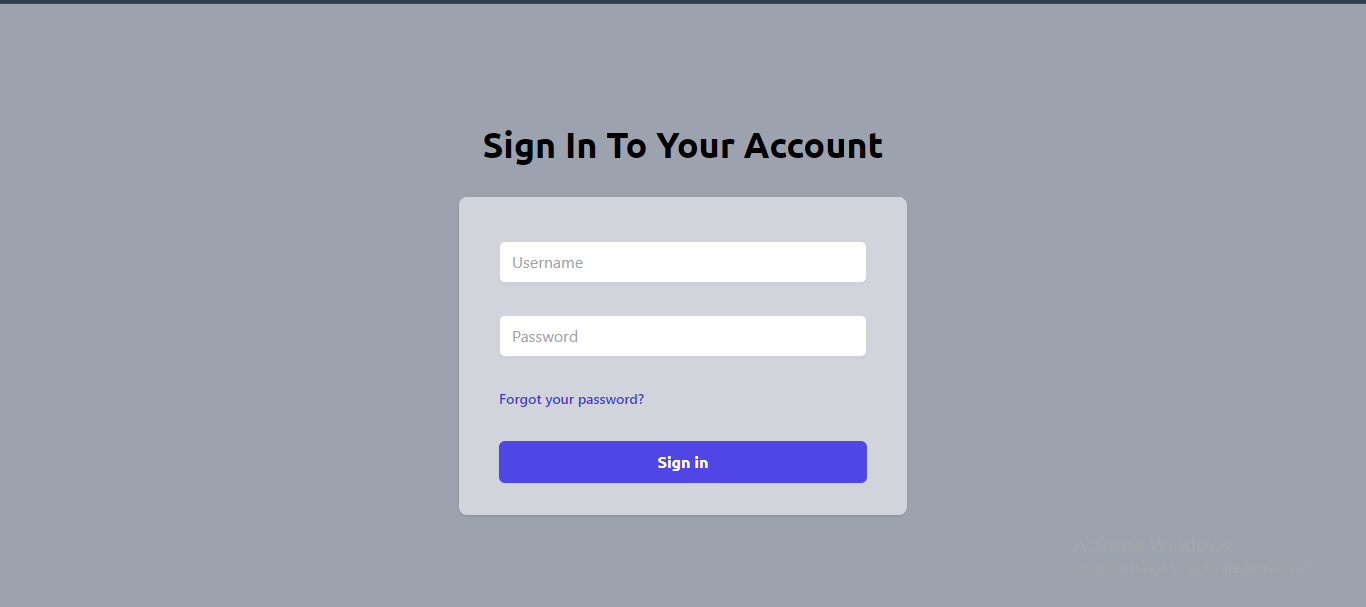 Sign In To Your Account
Username
Password
Forgot your password?
Sign in
Activate Windows
Go to Settings to activate Windows.